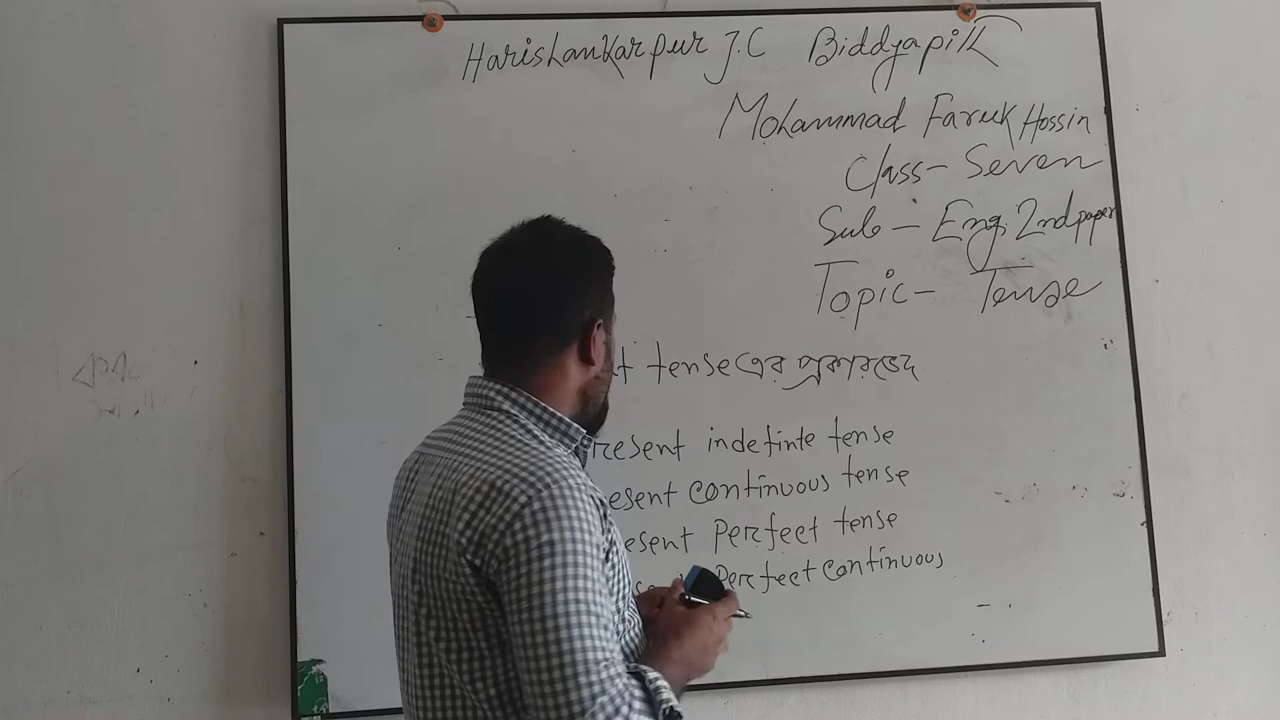 Harishankarpur J.C Biddyapith
Mohammad Faruk Hossin
Class- Seven
Sub - Eng. 2nd paper
Topic- Tense
t tense এর প্রকারভেদ
resent indefinte tense
esent continuous tense
esent Perfect tense
Perfect continuous